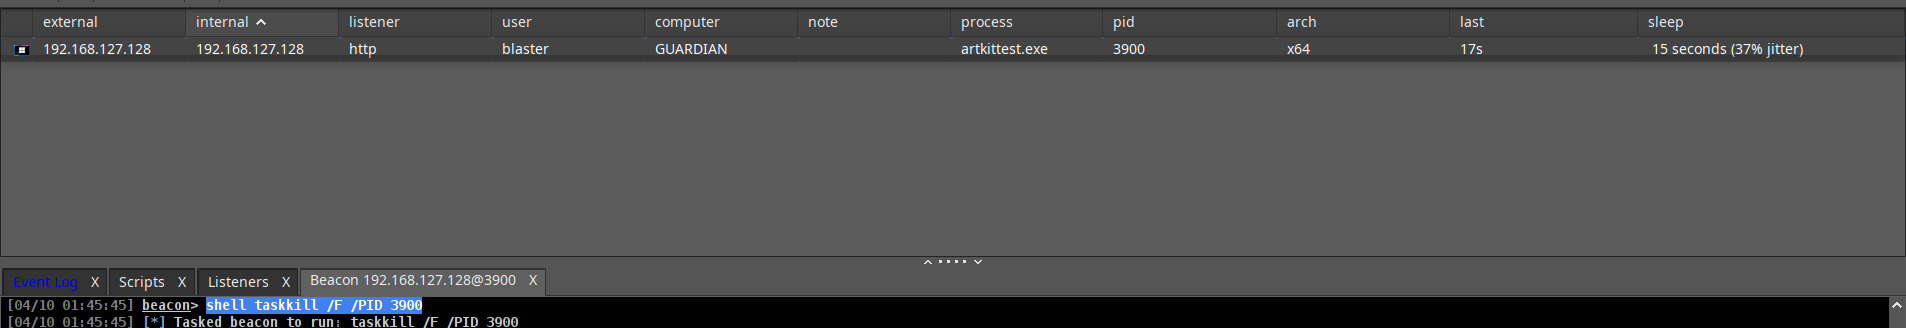 external internal listener user computer note process pid arch last sleep
192.168.127.128 192.168.127.128 http blaster GUARDIAN artkittest.exe 3900 x64 17s 15 seconds (37% jitter)
Event Log X Scripts X Listeners X Beacon 192.168.127.128@3900 X
[04/10 01:45:45] beacon> shell taskkill /F /PID 3900
[04/10 01:45:45] [*] Tasked beacon to run: taskkill /F /PID 3900